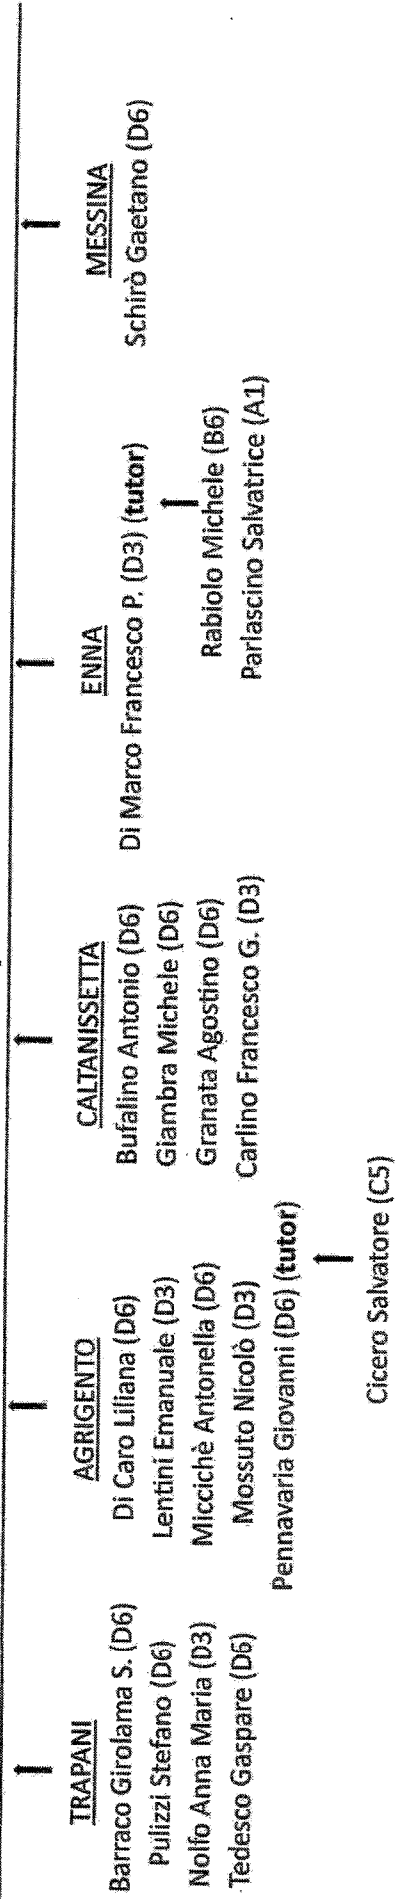 TRAPANI
Barraco Girolama S. (D6)
Pulizzi Stefano (D6)
Nolfo Anna Maria (D3)
Tedesco Gaspare (D6)
AGRIGENTO
Di Caro Liliana (D6)
Lentini Emanuale (D3)
Miccichè Antonella (D6)
Mossuto Nicolò (D3)
Pennavaria Giovanni (D6) (tutor)
Cicero Salvatore (C5)
CALTANISSETTA
Bufalino Antonio (D6)
Giambra Michele (D6)
Granata Agostino (D6)
Carlino Francesco G. (D3)
ENNA
Di Marco Francesco P. (D3) (tutor)
Rabiolo Michele (B6)
Parlascino Salvatrice (A1)
MESSINA
Schirò Gaetano (D6)